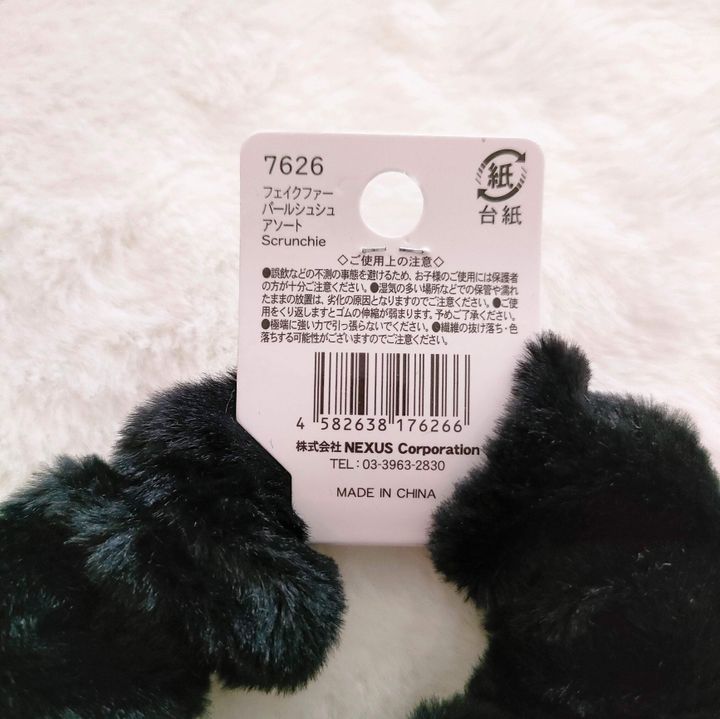 7626
フェイクファー
パールシュシュ
アソート
Scrunchie
紙
台紙
◇ご使用上の注意◇
●誤飲などの不測の事態を避けるため、お子様のご使用には保護者
の方が十分ご注意ください。●湿気の多い場所などでの保管や濡れ
たままの放置は、劣化の原因となりますのでご注意ください。●ご使
用をくり返しますとゴムの伸縮が弱まります。予めご了承ください。
●極端に強い力で引っ張らないでください。●繊維の抜け落ち・色
落ちする可能性がございますのでご注意ください。
4 582638 176266
株式会社 NEXUS Corporation
TEL：03-3963-2830
MADE IN CHINA